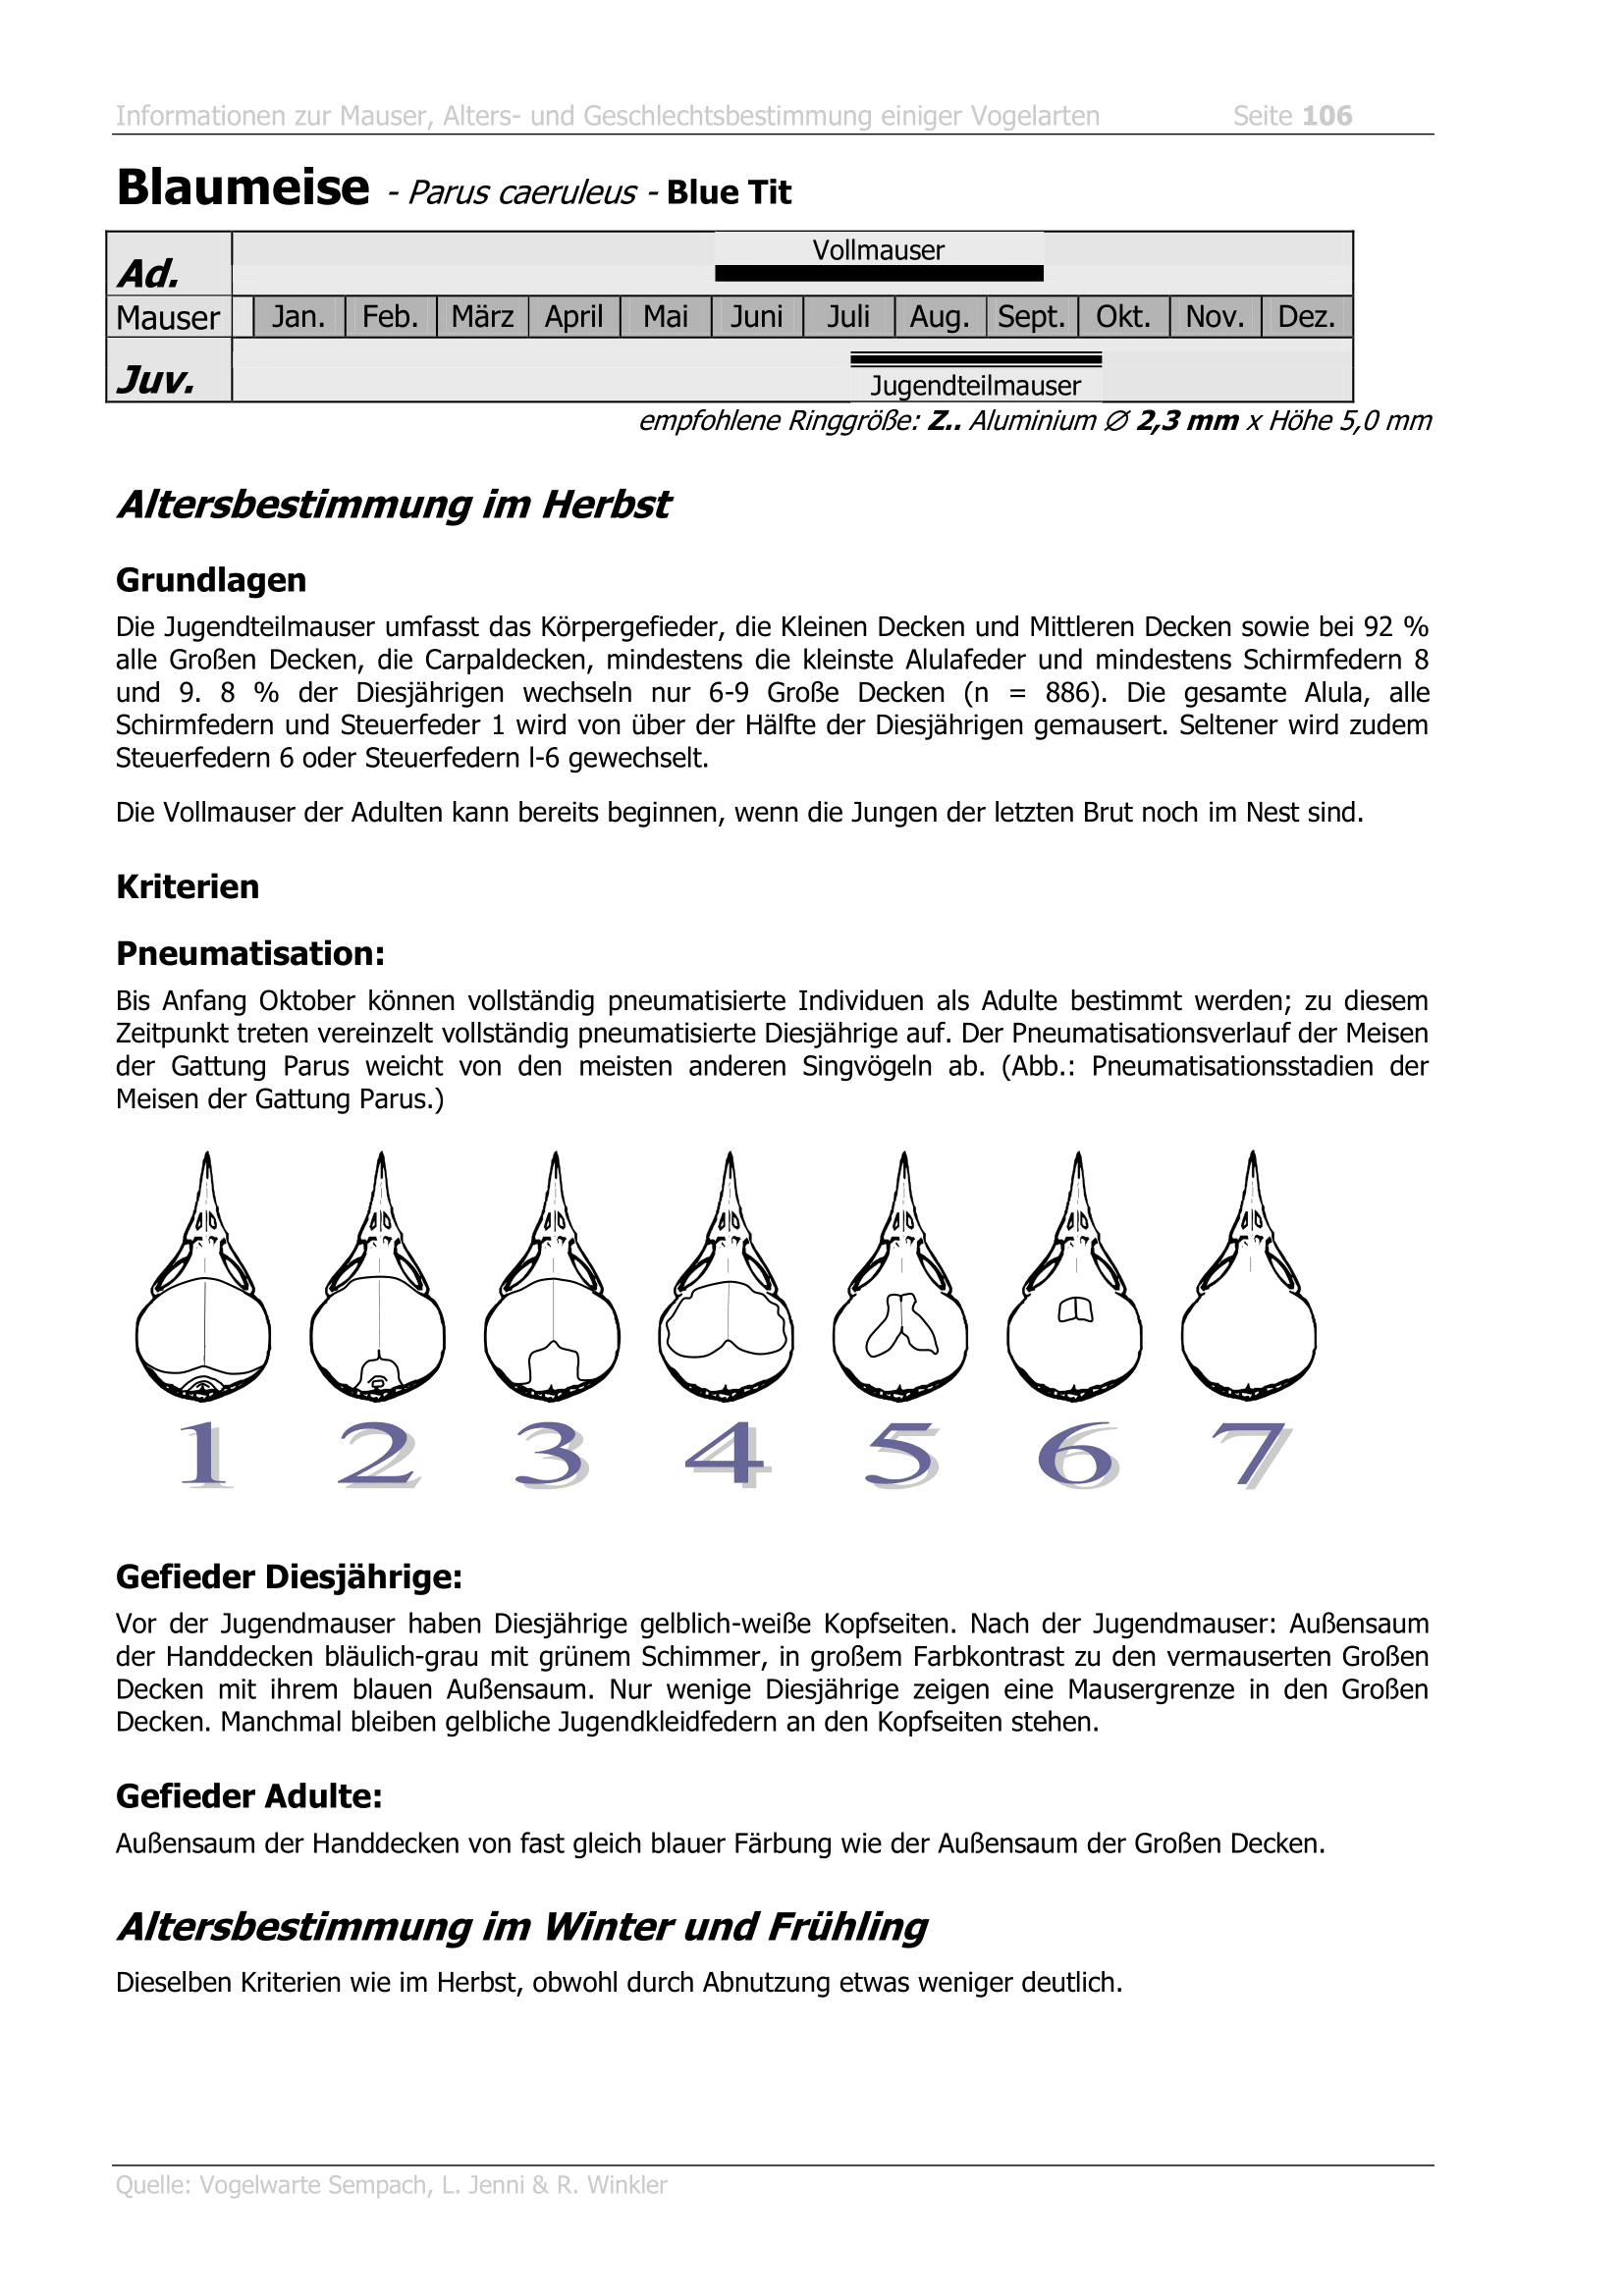 Informationen zur Mauser, Alters- und Geschlechtsbestimmung einiger Vogelarten Seite 106
Blaumeise - Parus caeruleus - Blue Tit
Vollmauser
Ad.
Mauser Jan. Feb. März April Mai Juni Juli Aug. Sept. Okt. Nov. Dez.
Juv.
Jugendteilmauser
empfohlene Ringgröße: Z.. Aluminium ∅ 2,3 mm x Höhe 5,0 mm
Altersbestimmung im Herbst
Grundlagen
Die Jugendteilmauser umfasst das Körpergefieder, die Kleinen Decken und Mittleren Decken sowie bei 92 %
alle Großen Decken, die Carpaldecken, mindestens die kleinste Alulafeder und mindestens Schirmfedern 8
und 9. 8 % der Diesjährigen wechseln nur 6-9 Große Decken (n = 886). Die gesamte Alula, alle
Schirmfedern und Steuerfeder 1 wird von über der Hälfte der Diesjährigen gemausert. Seltener wird zudem
Steuerfedern 6 oder Steuerfedern l-6 gewechselt.
Die Vollmauser der Adulten kann bereits beginnen, wenn die Jungen der letzten Brut noch im Nest sind.
Kriterien
Pneumatisation:
Bis Anfang Oktober können vollständig pneumatisierte Individuen als Adulte bestimmt werden; zu diesem
Zeitpunkt treten vereinzelt vollständig pneumatisierte Diesjährige auf. Der Pneumatisationsverlauf der Meisen
der Gattung Parus weicht von den meisten anderen Singvögeln ab. (Abb.: Pneumatisationsstadien der
Meisen der Gattung Parus.)
1 2 3 4 5 6 7
Gefieder Diesjährige:
Vor der Jugendmauser haben Diesjährige gelblich-weiße Kopfseiten. Nach der Jugendmauser: Außensaum
der Handdecken bläulich-grau mit grünem Schimmer, in großem Farbkontrast zu den vermauserten Großen
Decken mit ihrem blauen Außensaum. Nur wenige Diesjährige zeigen eine Mausergrenze in den Großen
Decken. Manchmal bleiben gelbliche Jugendkleidfedern an den Kopfseiten stehen.
Gefieder Adulte:
Außensaum der Handdecken von fast gleich blauer Färbung wie der Außensaum der Großen Decken.
Altersbestimmung im Winter und Frühling
Dieselben Kriterien wie im Herbst, obwohl durch Abnutzung etwas weniger deutlich.
Quelle: Vogelwarte Sempach, L. Jenni & R. Winkler